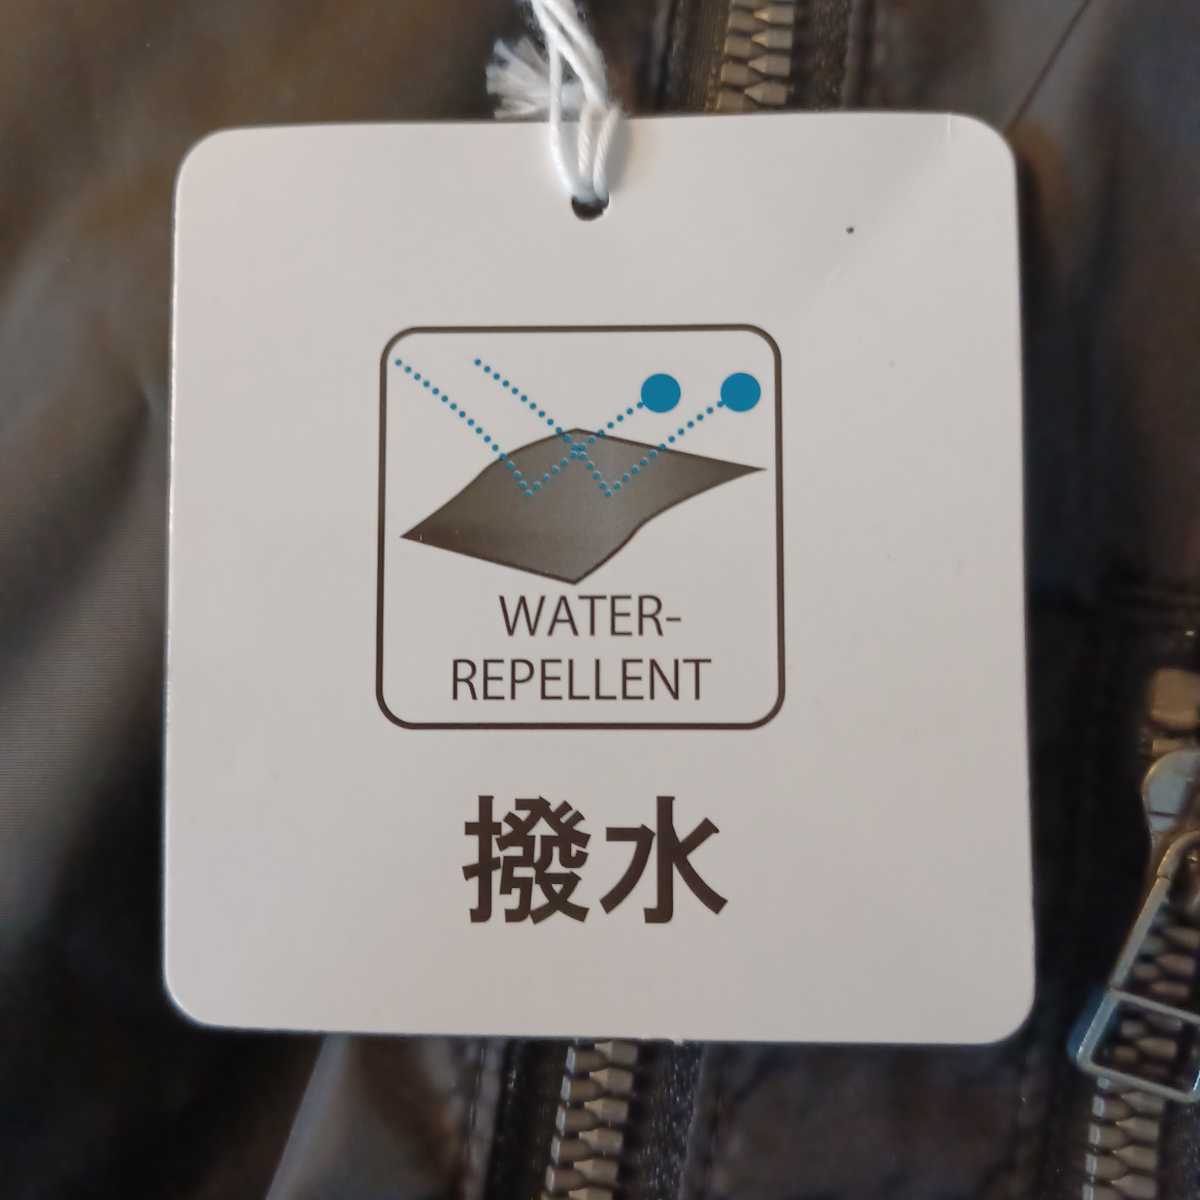 WATER-
REPELLENT
撥水